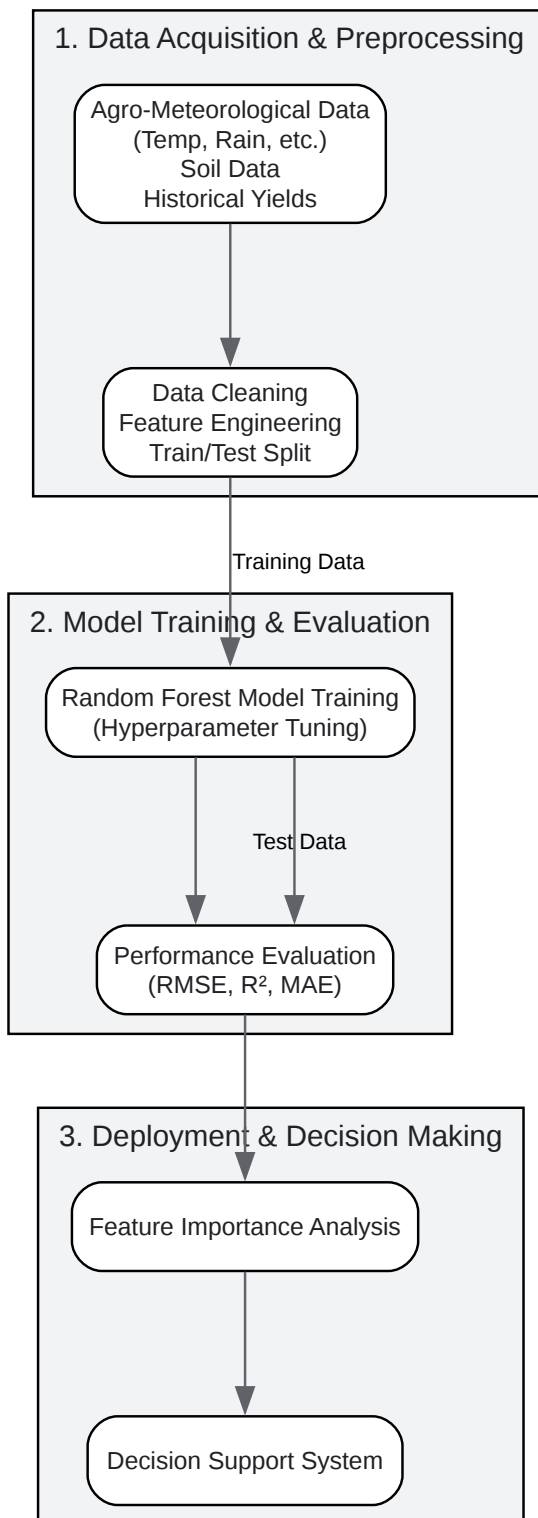 1. Data Acquisition & Preprocessing
Agro-Meteorological Data
(Temp, Rain, etc.)
Soil Data
Historical Yields
Data Cleaning
Feature Engineering
Train/Test Split
Training Data
2. Model Training & Evaluation
Random Forest Model Training
(Hyperparameter Tuning)
Test Data
Performance Evaluation
(RMSE, R², MAE)
3. Deployment & Decision Making
Feature Importance Analysis
Decision Support System